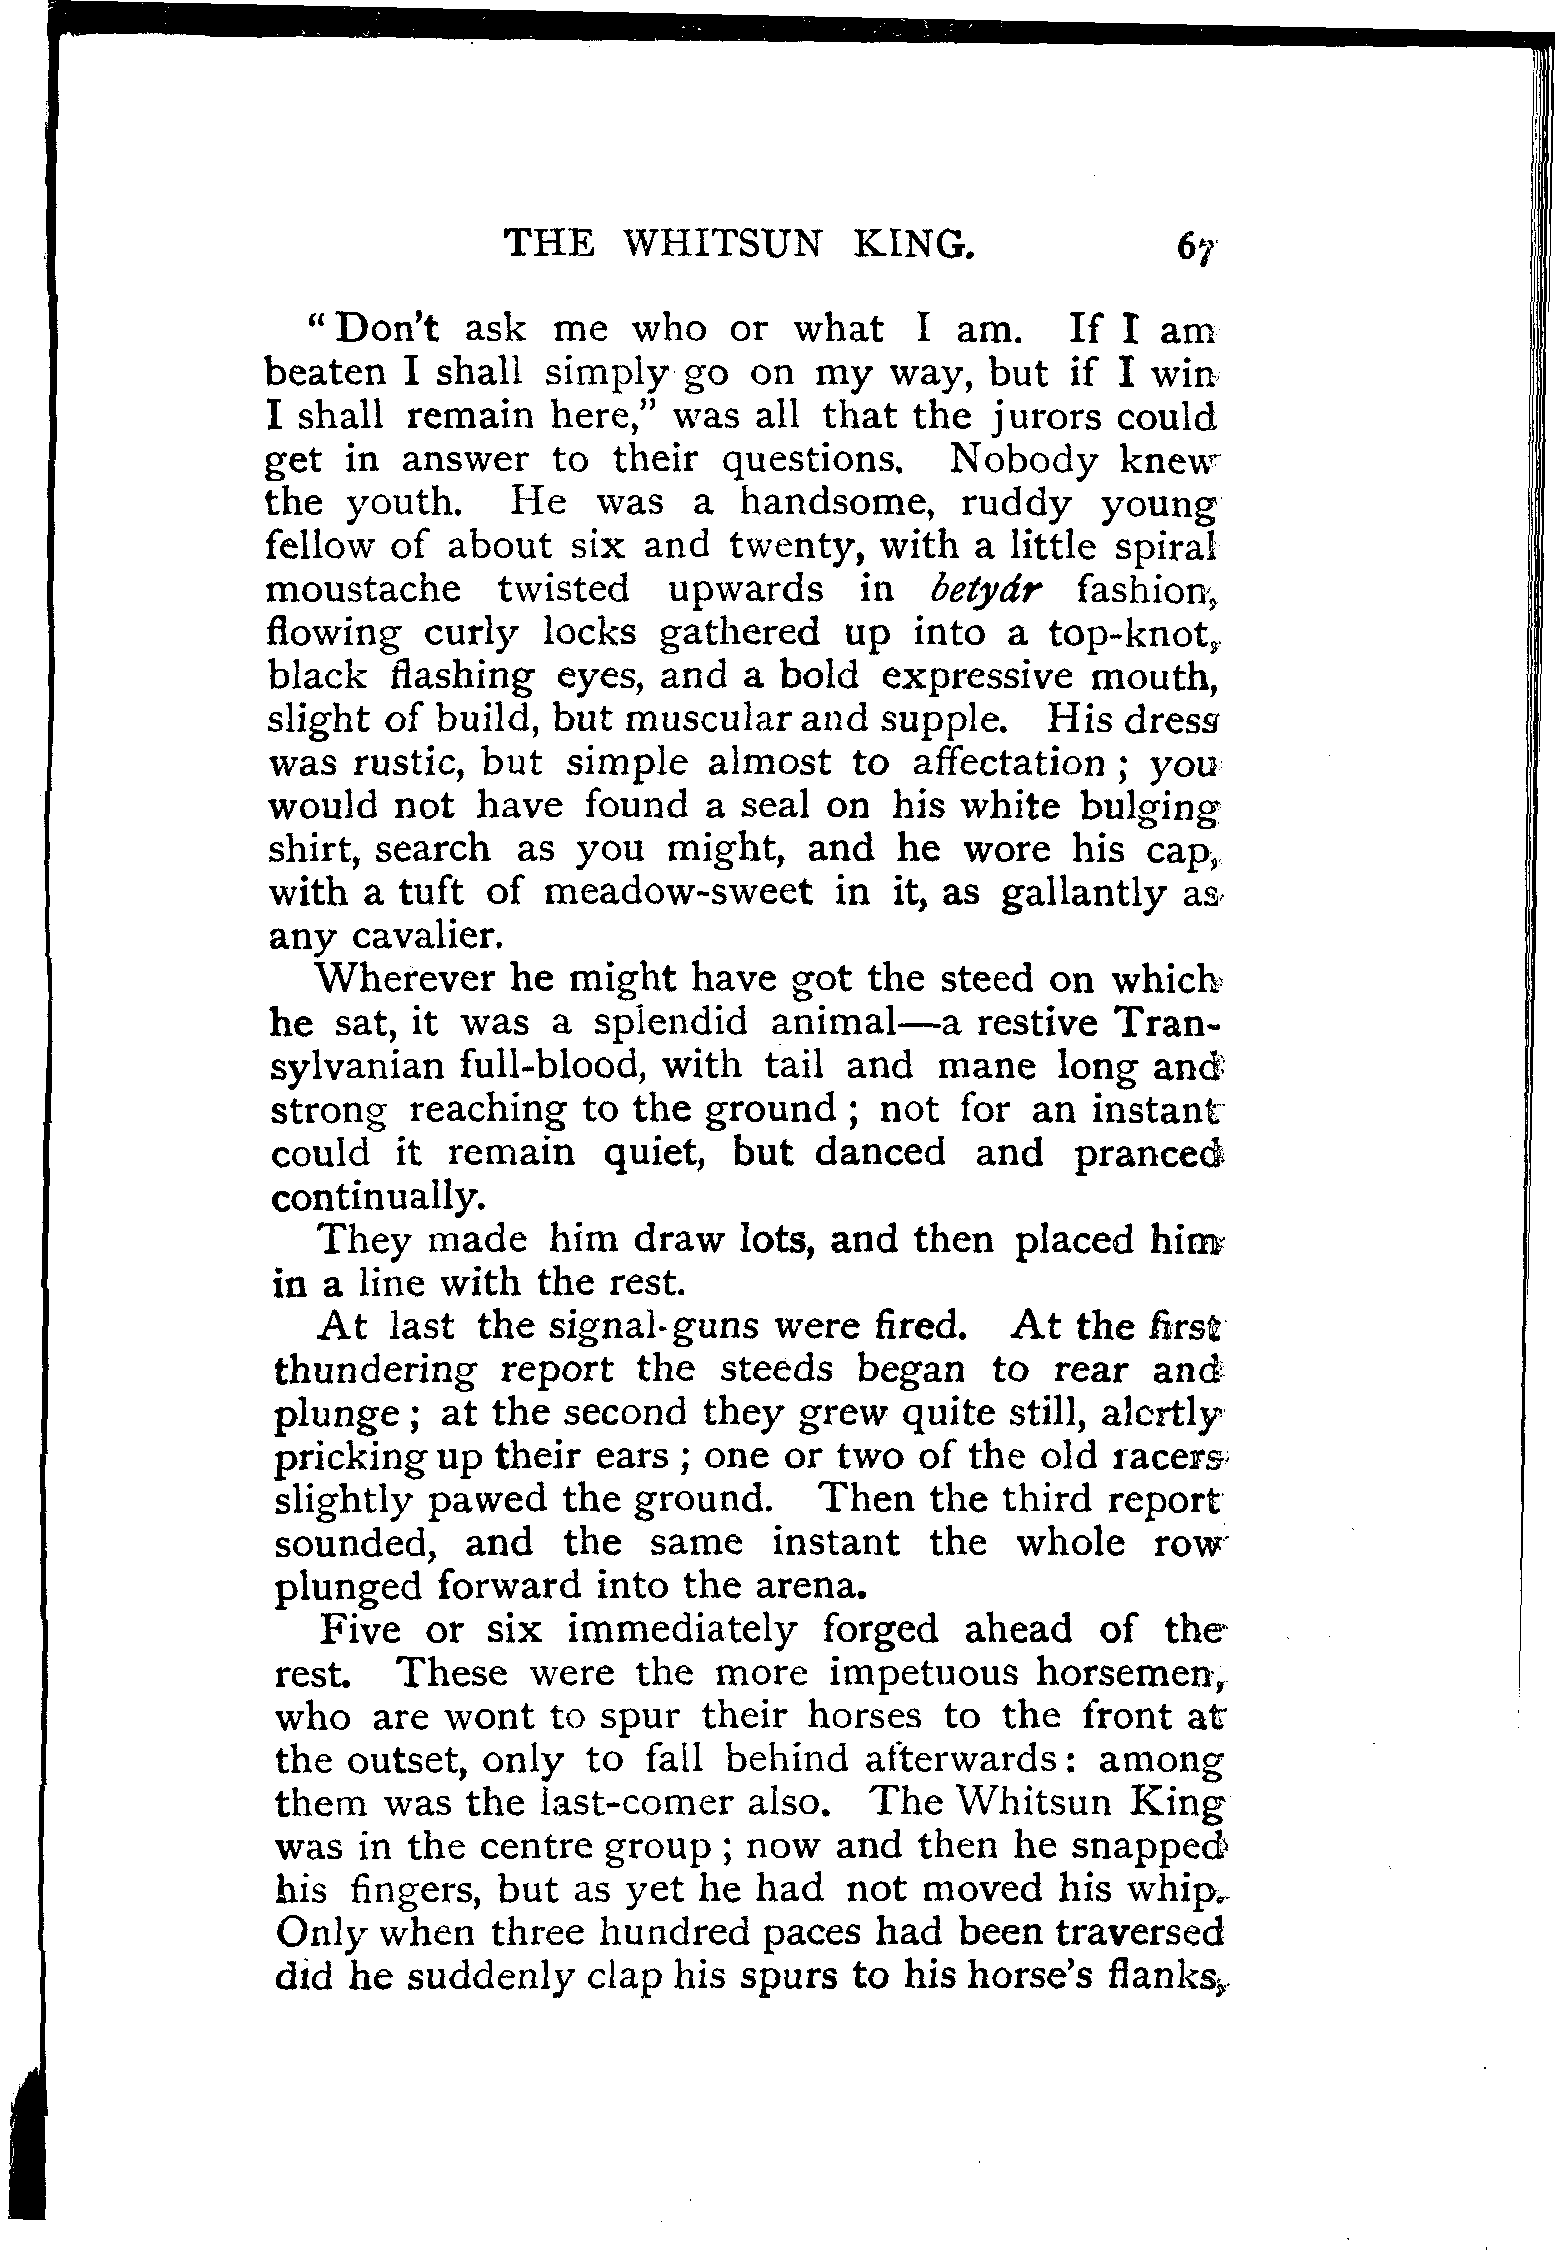 THE WHITSUN KING. 67
“Don't ask me who or what I am. If I am
beaten I shall simply go on my way, but if I win
I shall remain here,” was all that the jurors could
get in answer to their questions. Nobody knew
the youth. He was a handsome, ruddy young
fellow of about six and twenty, with a little spiral
moustache twisted upwards in betyár fashion,
flowing curly locks gathered up into a top-knot,
black flashing eyes, and a bold expressive mouth,
slight of build, but muscular and supple. His dress
was rustic, but simple almost to affectation ; you
would not have found a seal on his white bulging
shirt, search as you might, and he wore his cap,
with a tuft of meadow-sweet in it, as gallantly as
any cavalier.
Wherever he might have got the steed on which
he sat, it was a splendid animal—a restive Tran-
sylvanian full-blood, with tail and mane long and
strong reaching to the ground ; not for an instant
could it remain quiet, but danced and pranced
continually.
They made him draw lots, and then placed him
in a line with the rest.
At last the signal-guns were fired. At the first
thundering report the steeds began to rear and
plunge ; at the second they grew quite still, alertly
pricking up their ears ; one or two of the old racers
slightly pawed the ground. Then the third report
sounded, and the same instant the whole row
plunged forward into the arena.
Five or six immediately forged ahead of the
rest. These were the more impetuous horsemen,
who are wont to spur their horses to the front at
the outset, only to fall behind afterwards: among
them was the last-comer also. The Whitsun King
was in the centre group ; now and then he snapped
his fingers, but as yet he had not moved his whip.
Only when three hundred paces had been traversed
did he suddenly clap his spurs to his horse's flanks,